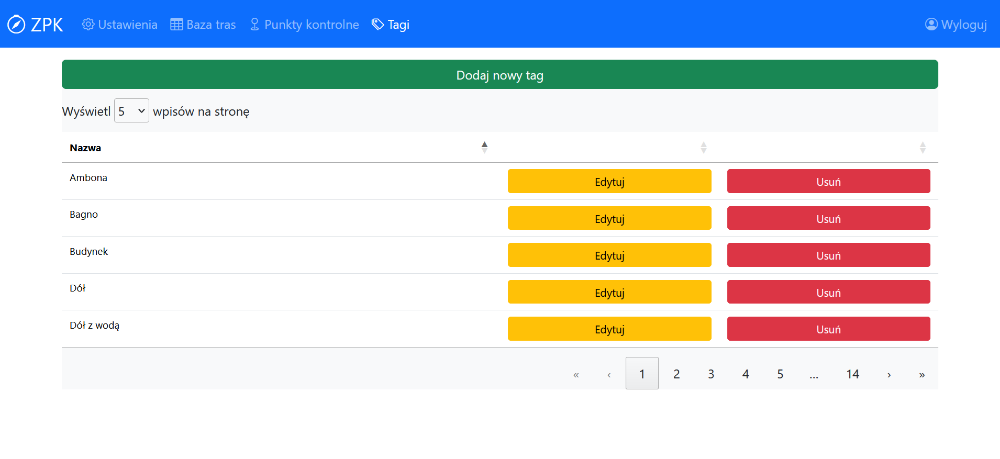 ZPK Ustawienia Baza tras Punkty kontrolne Tagi Wyloguj
Dodaj nowy tag
Wyświetl 5 wpisów na stronę
Nazwa
Ambona Edytuj Usuń
Bagno Edytuj Usuń
Budynek Edytuj Usuń
Dół Edytuj Usuń
Dół z wodą Edytuj Usuń
« ‹ 1 2 3 4 5 ... 14 › »